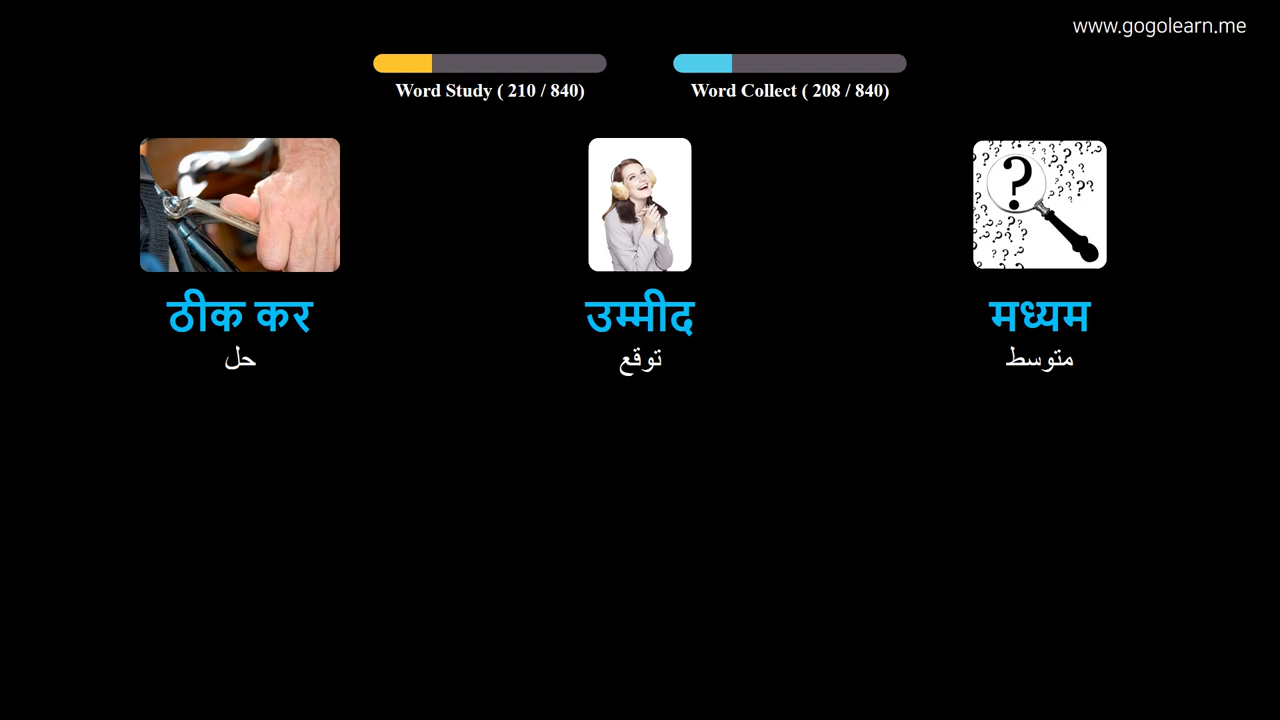 www.gogolearn.me
Word Study ( 210 / 840)
Word Collect ( 208 / 840)
ठीक कर
حل
उम्मीद
توقع
मध्यम
متوسط